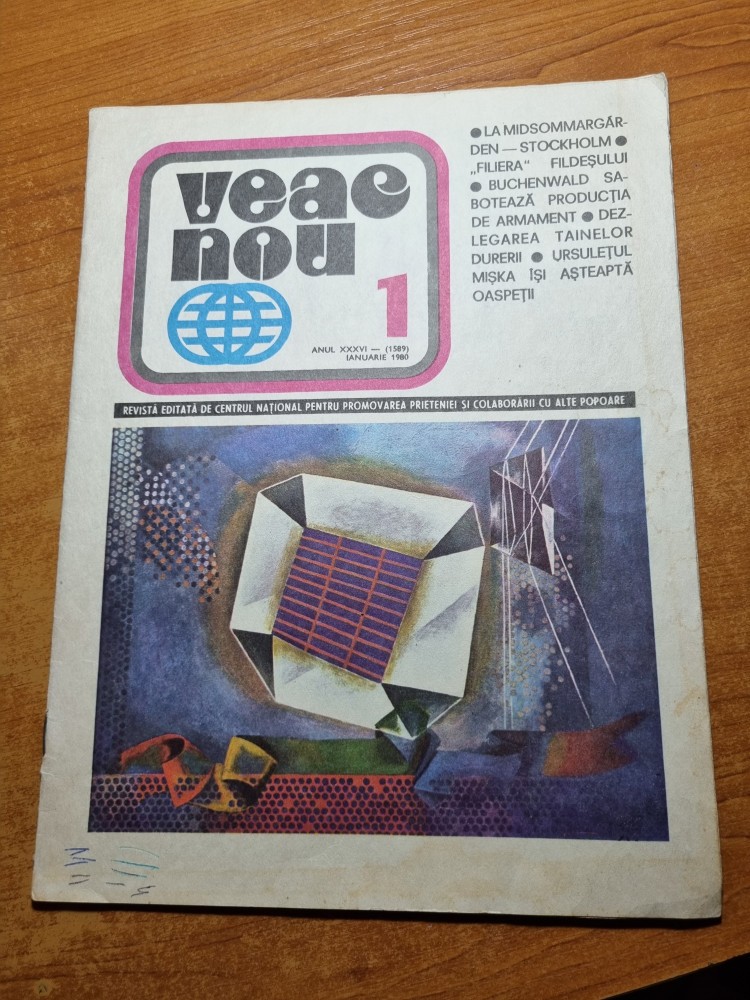 veac
nou
1
ANUL XXXVI — (1589)
IANUARIE 1980
● LA MIDSOMMARGÅR-
DEN — STOCKHOLM ●
„FILIERA“ FILDEȘULUI
● BUCHENWALD SA-
BOTEAZĂ PRODUCȚIA
DE ARMAMENT ● DEZ-
LEGAREA TAINELOR
DURERII ● URSULEȚUL
MIȘKA ÎȘI AȘTEAPTĂ
OASPEȚII
REVISTĂ EDITATĂ DE CENTRUL NAȚIONAL PENTRU PROMOVAREA PRIETENIEI ȘI COLABORĂRII CU ALTE POPOARE